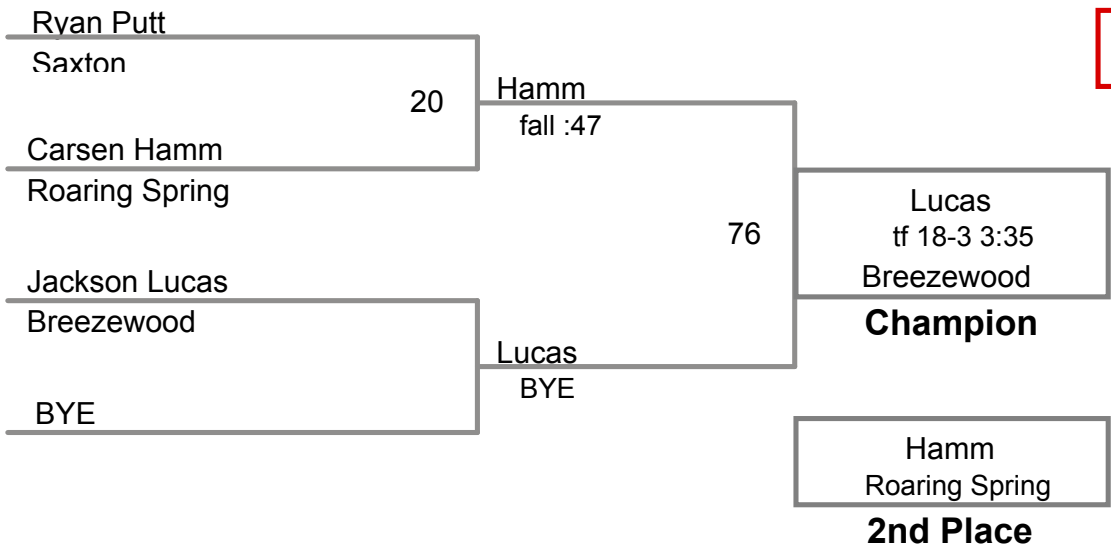 Ryan Putt
Saxton
20
Hamm
fall :47
Carsen Hamm
Roaring Spring
76
Lucas
tf 18-3 3:35
Breezewood
Champion
Jackson Lucas
Breezewood
Lucas
BYE
BYE
Hamm
Roaring Spring
2nd Place